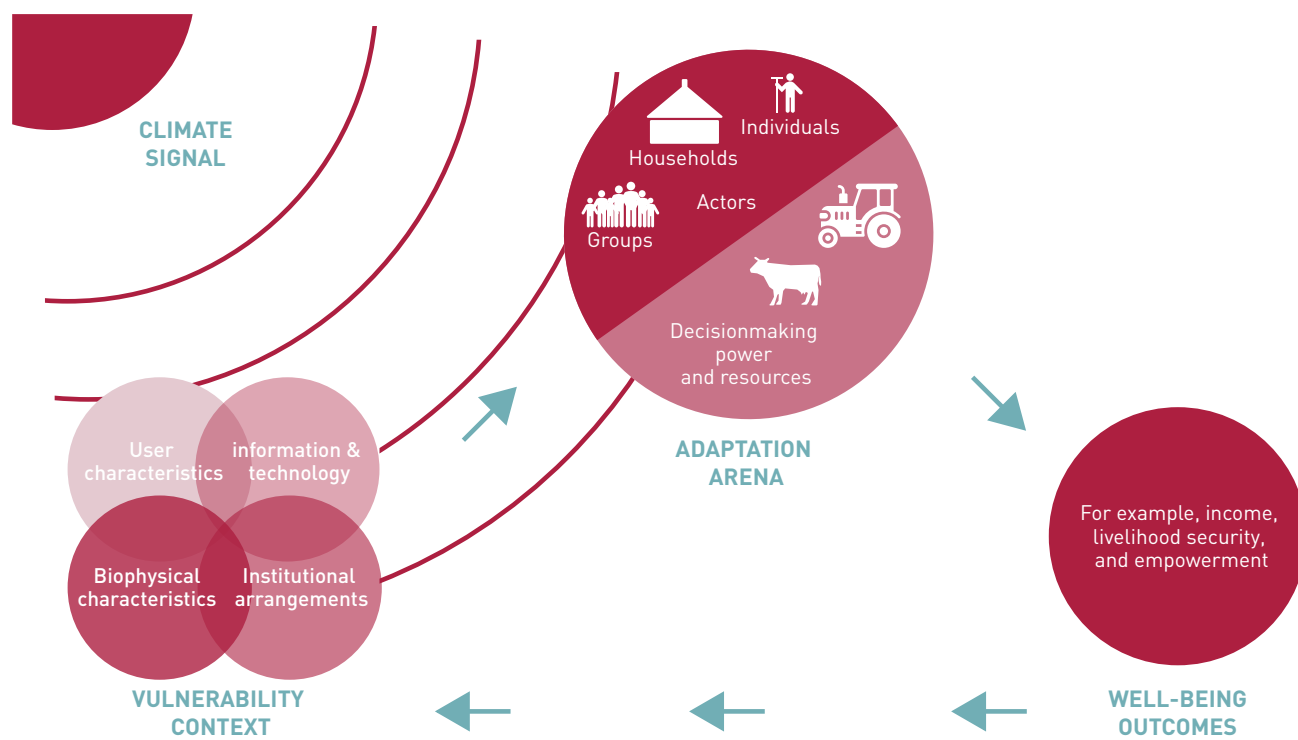 CLIMATE
SIGNAL
Individuals
Households
Actors
Groups
Decisionmaking
power
and resources
ADAPTATION
ARENA
User
characteristics
information &
technology
Biophysical
characteristics
Institutional
arrangements
VULNERABILITY
CONTEXT
For example, income,
livelihood security,
and empowerment
WELL-BEING
OUTCOMES